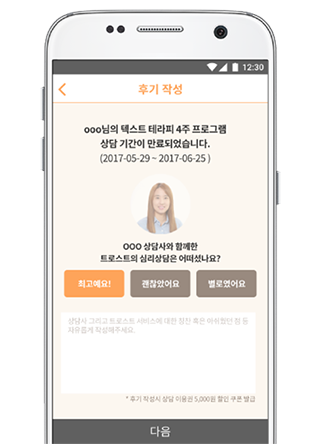 12:30
후기 작성
ooo님의 텍스트 테라피 4주 프로그램
상담 기간이 만료되었습니다.
(2017-05-29 ~ 2017-06-25 )
OOO 상담사와 함께한
트로스트의 심리상담은 어떠셨나요?
최고예요!
괜찮았어요
별로였어요
상담사 그리고 트로스트 서비스에 대한 칭찬 혹은 아쉬웠던 점 등
자유롭게 작성해주세요.
* 후기 작성시 상담 이용권 5,000원 할인 쿠폰 발급
다음